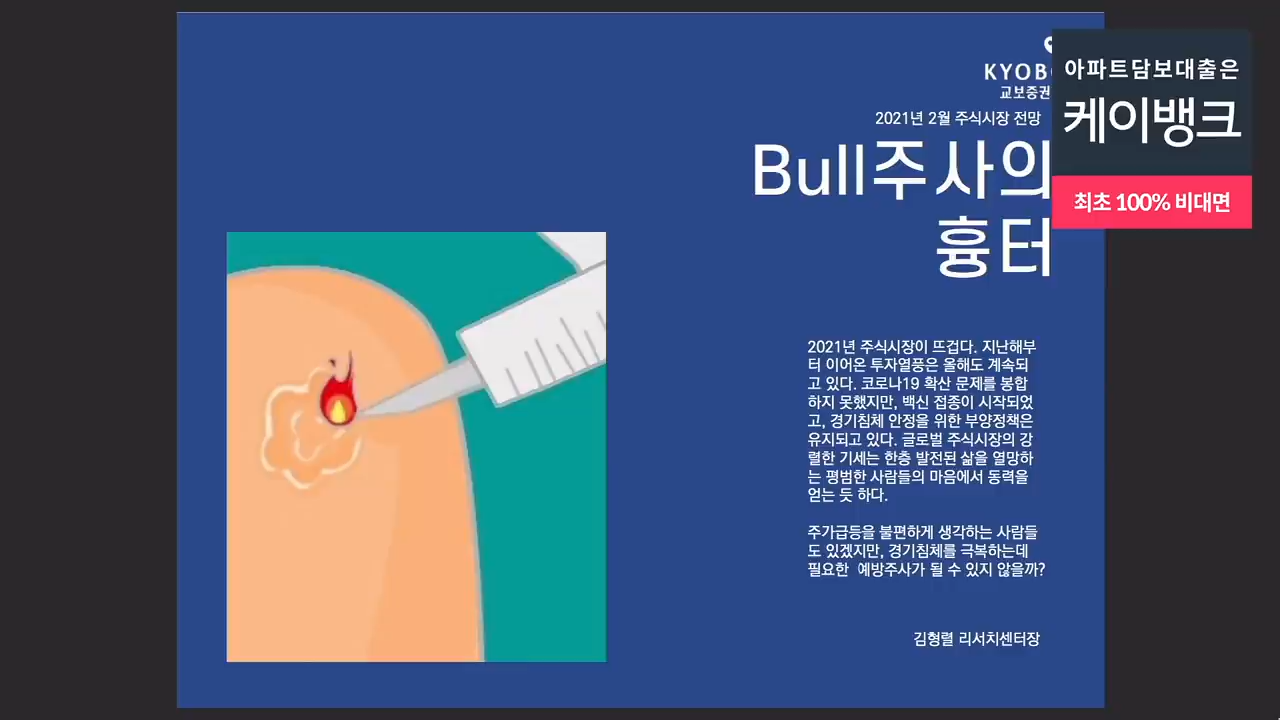 KYOBO
교보증권
2021년 2월 주식시장 전망
Bull주사의
흉터
아파트담보대출은
케이뱅크
최초 100% 비대면
2021년 주식시장이 뜨겁다. 지난해부
터 이어온 투자열풍은 올해도 계속되
고 있다. 코로나19 확산 문제를 봉합
하지 못했지만, 백신 접종이 시작되었
고, 경기침체 안정을 위한 부양정책은
유지되고 있다. 글로벌 주식시장의 강
렬한 기세는 한층 발전된 삶을 열망하
는 평범한 사람들의 마음에서 동력을
얻는 듯 하다.
주가급등을 불편하게 생각하는 사람들
도 있겠지만, 경기침체를 극복하는데
필요한 예방주사가 될 수 있지 않을까?
김형렬 리서치센터장